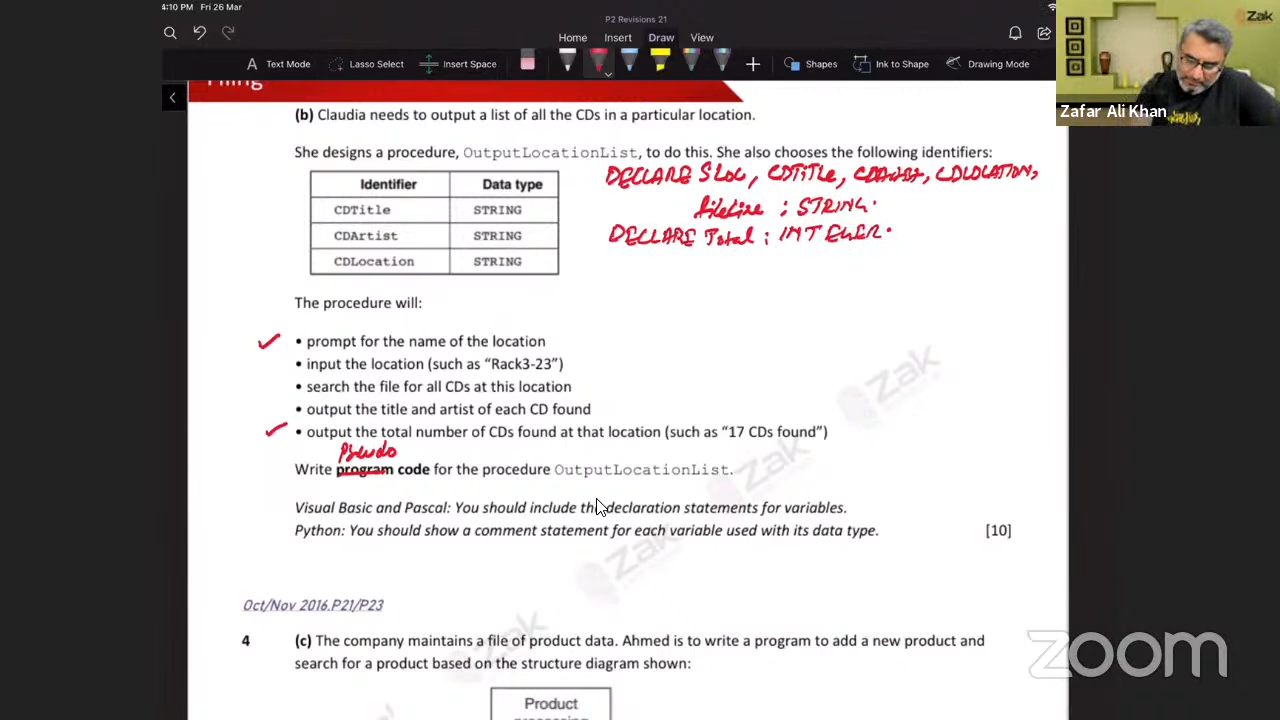 4:10 PM Fri 26 Mar
P2 Revisions 21
Home Insert Draw View
Text Mode Lasso Select Insert Space Shapes Ink to Shape Drawing Mode
Zak
Zafar Ali Khan
(b) Claudia needs to output a list of all the CDs in a particular location.
She designs a procedure, OutputLocationList, to do this. She also chooses the following identifiers:
DECLARE SLoc, CDTITLE, CDArtist, CDLOCATION,
Identifier Data type
CDTitle STRING
fileLine : STRING.
CDArtist STRING
DECLARE Total : INTEGER.
CDLocation STRING
The procedure will:
• prompt for the name of the location
• input the location (such as “Rack3-23”)
• search the file for all CDs at this location
• output the title and artist of each CD found
• output the total number of CDs found at that location (such as “17 CDs found”)
Pseudo
Write program code for the procedure OutputLocationList.
Visual Basic and Pascal: You should include the declaration statements for variables.
Python: You should show a comment statement for each variable used with its data type.
[10]
Zak
Zak
Zak
Oct/Nov 2016.P21/P23
4 (c) The company maintains a file of product data. Ahmed is to write a program to add a new product and
search for a product based on the structure diagram shown:
Product
zoom